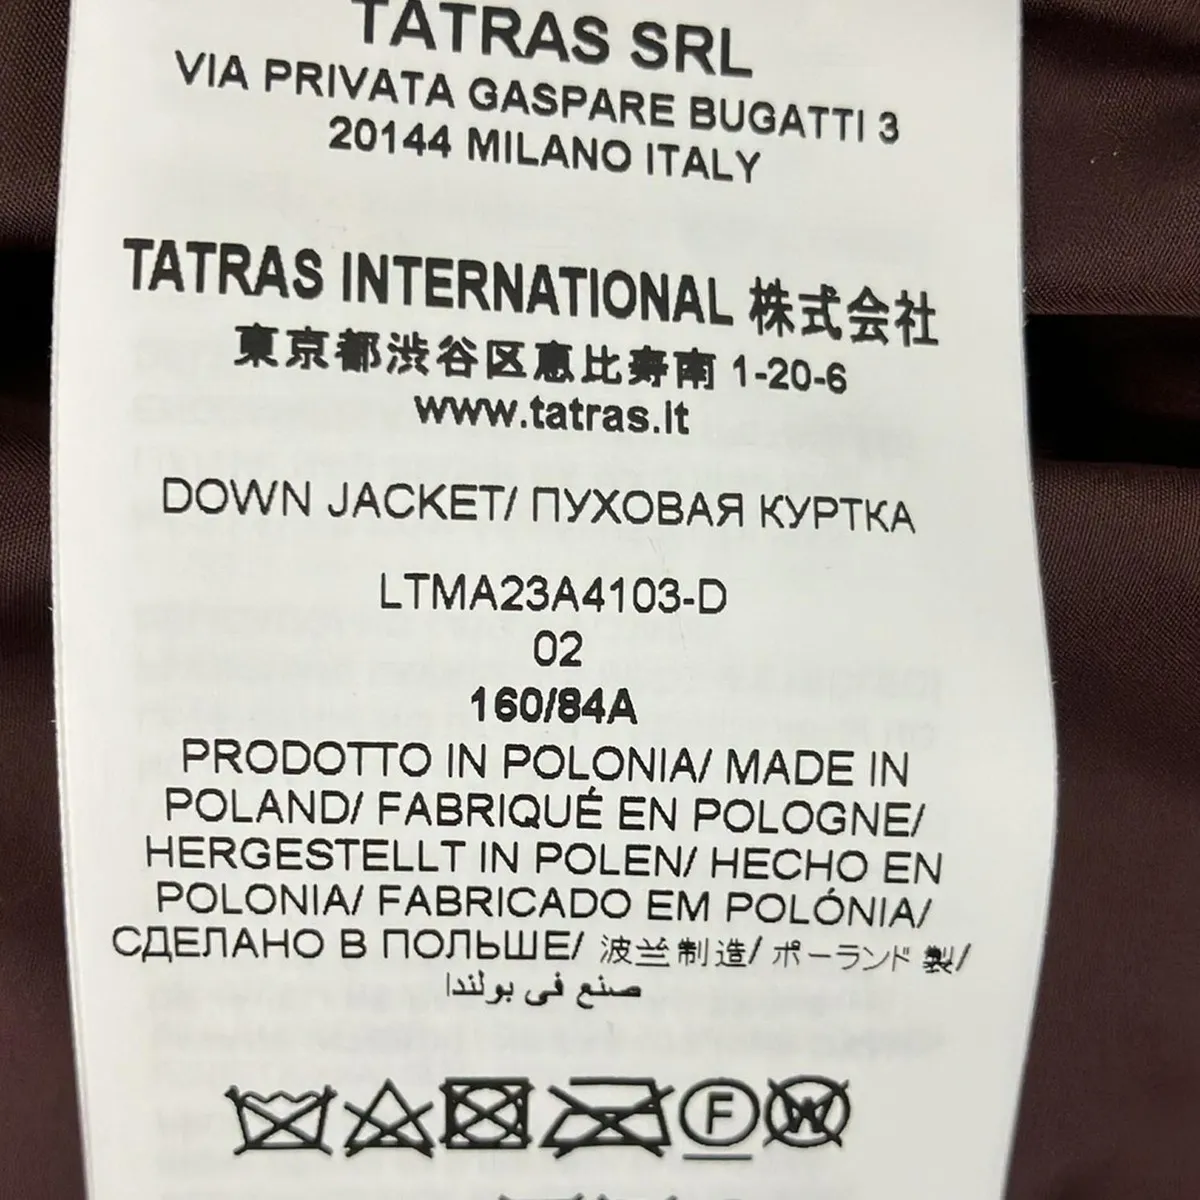 TATRAS SRL
VIA PRIVATA GASPARE BUGATTI 3
20144 MILANO ITALY
TATRAS INTERNATIONAL 株式会社
東京都渋谷区恵比寿南 1-20-6
www.tatras.it
DOWN JACKET/ ПУХОВАЯ КУРТКА
LTMA23A4103-D
02
160/84A
PRODOTTO IN POLONIA/ MADE IN
POLAND/ FABRIQUÉ EN POLOGNE/
HERGESTELLT IN POLEN/ HECHO EN
POLONIA/ FABRICADO EM POLÓNIA/
СДЕЛАНО В ПОЛЬШЕ/ 波兰制造/ ポーランド製/
صنع في بولندا
F W